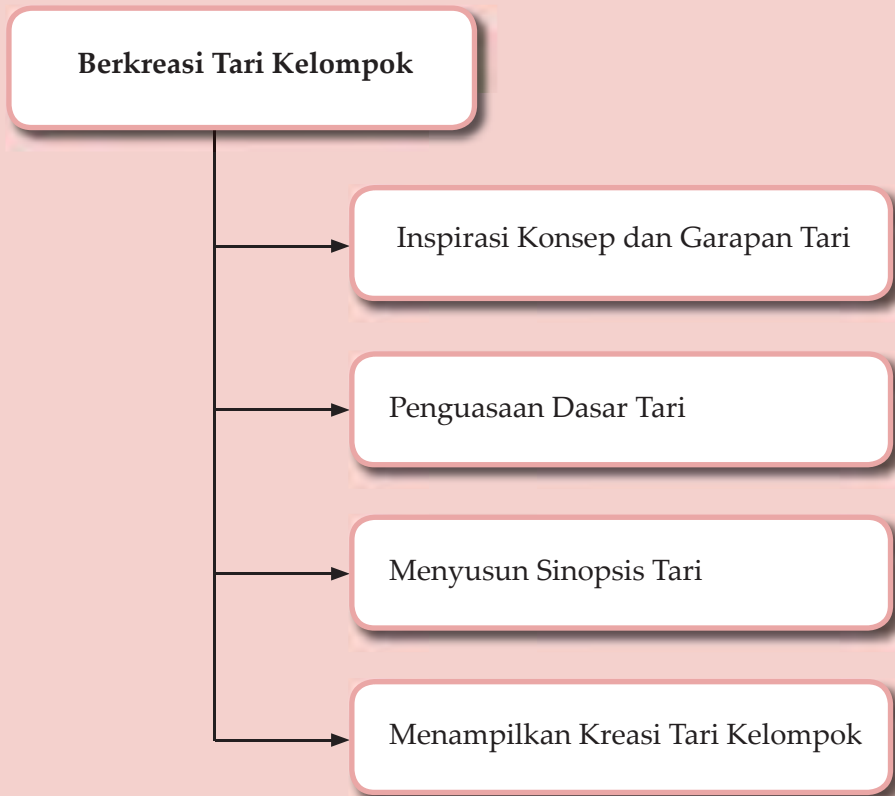 Berkreasi Tari Kelompok
Inspirasi Konsep dan Garapan Tari
Penguasaan Dasar Tari
Menyusun Sinopsis Tari
Menampilkan Kreasi Tari Kelompok